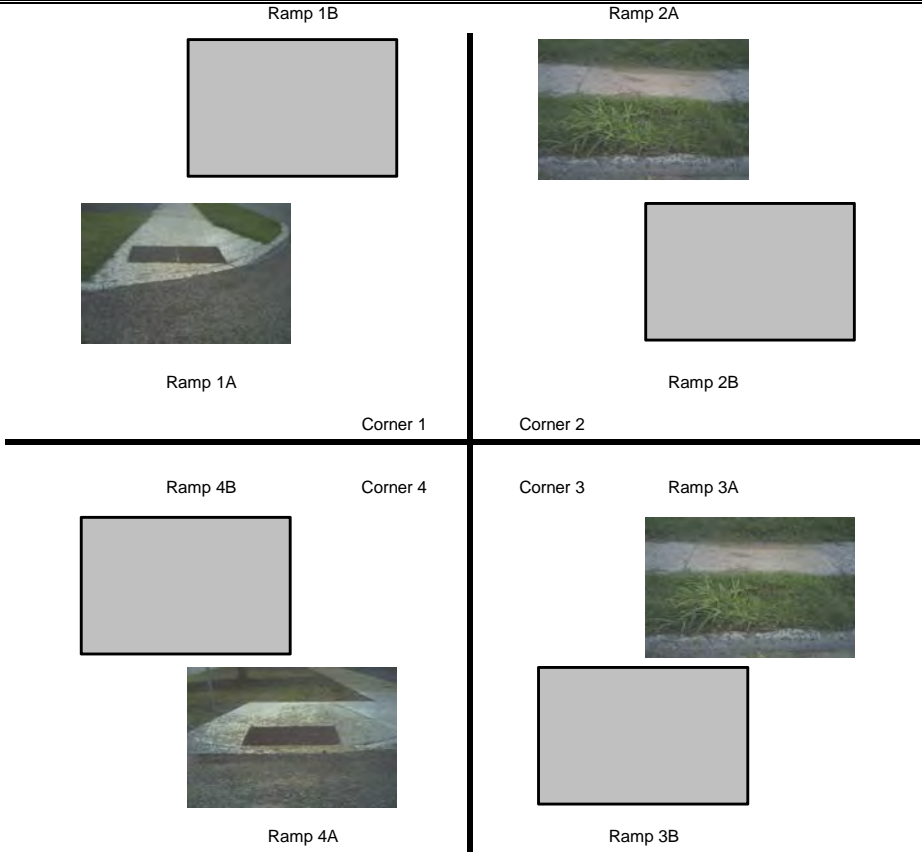 Ramp 1B Ramp 2A
Ramp 1A Ramp 2B
Corner 1 Corner 2
Ramp 4B Corner 4 Corner 3 Ramp 3A
Ramp 4A Ramp 3B